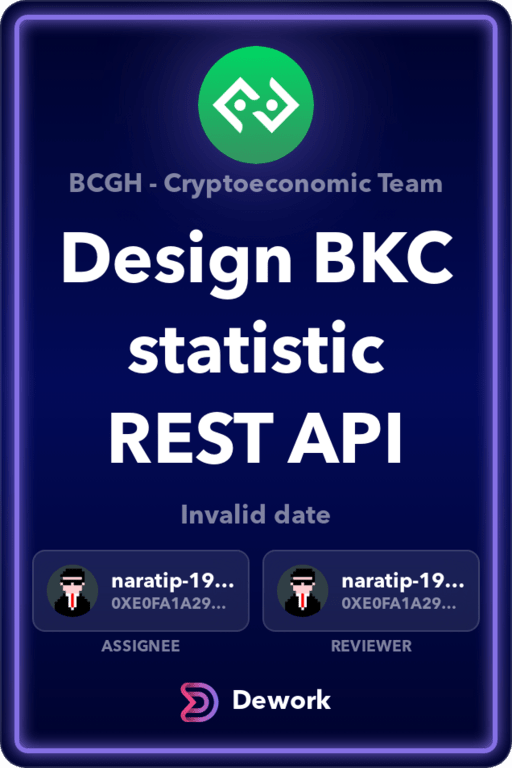 BCGH - Cryptoeconomic Team
Design BKC
statistic
REST API
Invalid date
naratip-19...
0XE0FA1A29...
ASSIGNEE
naratip-19...
0XE0FA1A29...
REVIEWER
Dework